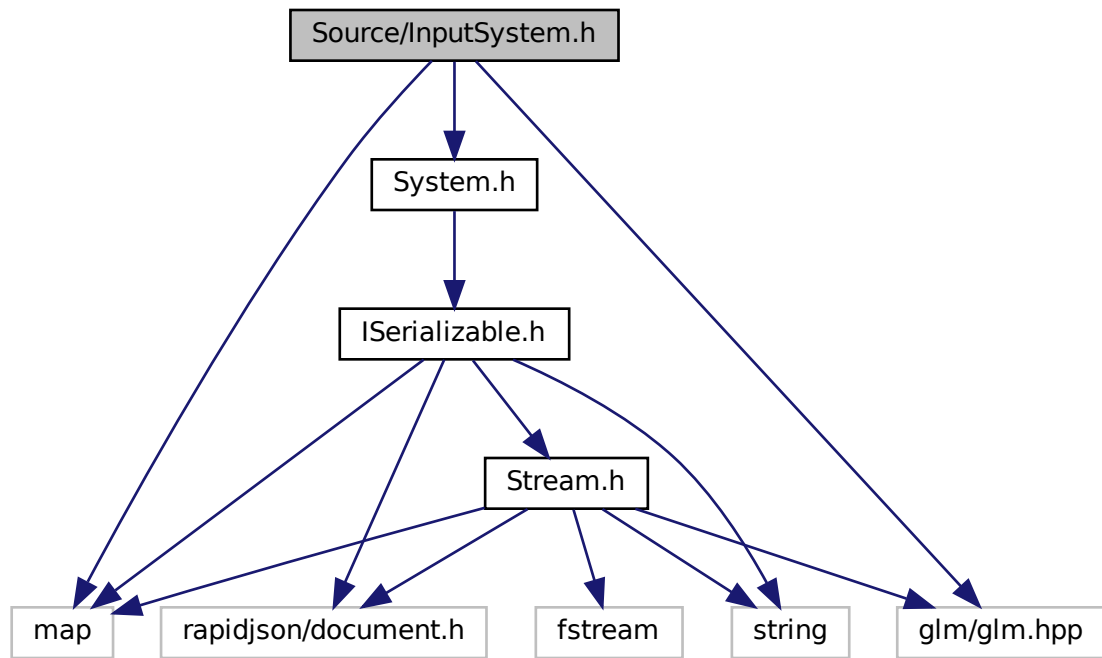 Source/InputSystem.h
System.h
ISerializable.h
Stream.h
map
rapidjson/document.h
fstream
string
glm/glm.hpp